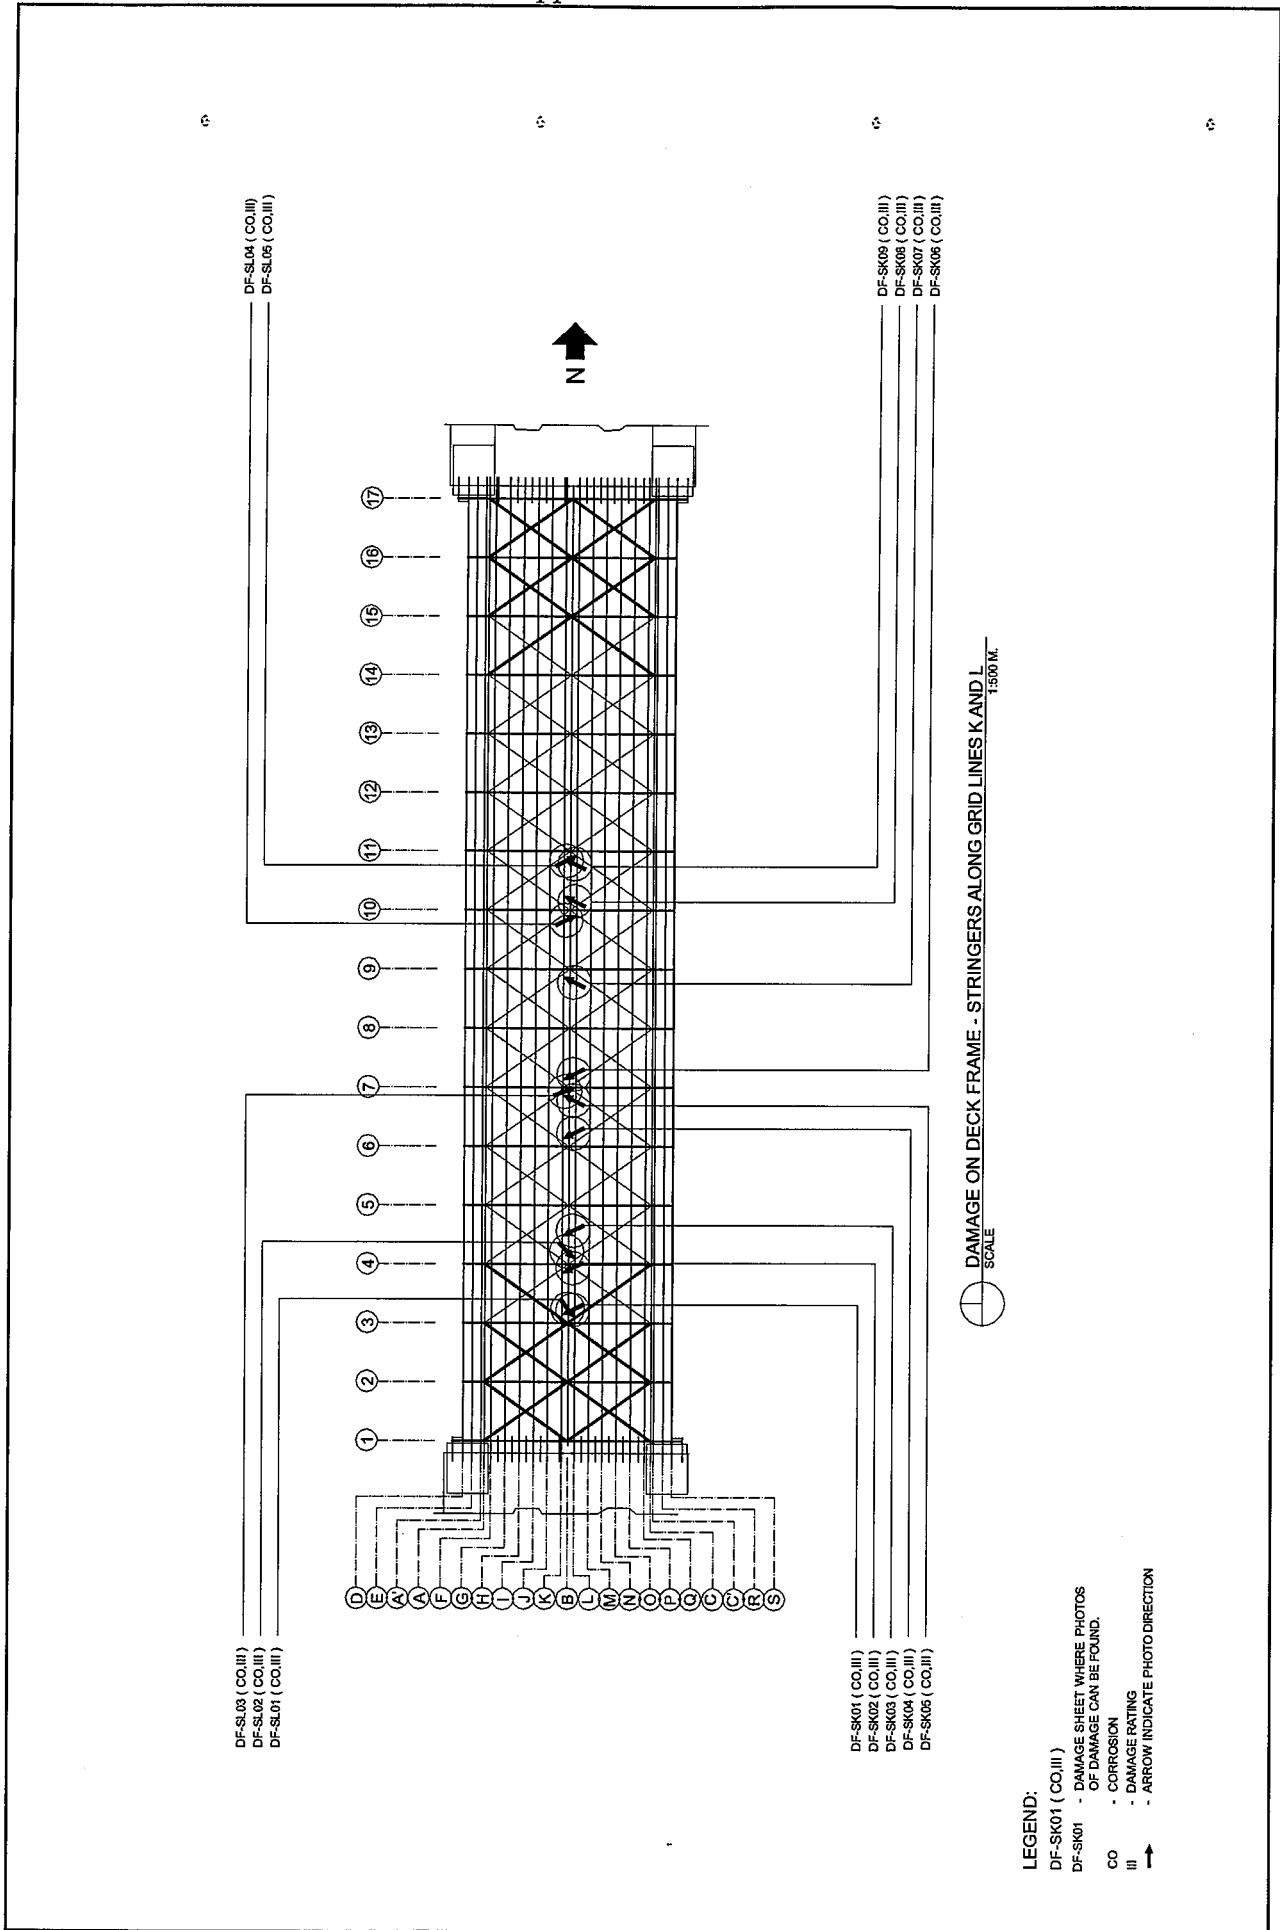 DF-SL04 ( CO,III)
DF-SL05 ( CO,III )
DF-SL03 ( CO,III )
DF-SL02 ( CO,III )
DF-SL01 ( CO,III )
N
1
2
3
4
5
6
7
8
9
10
11
12
13
14
15
16
17
D
E
A'
A
F
G
H
I
J
K
B
L
M
N
O
P
Q
C
C'
R
S
DF-SK09 ( CO,III )
DF-SK08 ( CO,III )
DF-SK07 ( CO,III )
DF-SK06 ( CO,III )
DF-SK01 ( CO,III )
DF-SK02 ( CO,III )
DF-SK03 ( CO,III )
DF-SK04 ( CO,III )
DF-SK05 ( CO,III )
DAMAGE ON DECK FRAME - STRINGERS ALONG GRID LINES K AND L
SCALE 1:500 M.
LEGEND:
DF-SK01 ( CO,III )
DF-SK01 - DAMAGE SHEET WHERE PHOTOS
OF DAMAGE CAN BE FOUND.
CO - CORROSION
III - DAMAGE RATING
- ARROW INDICATE PHOTO DIRECTION